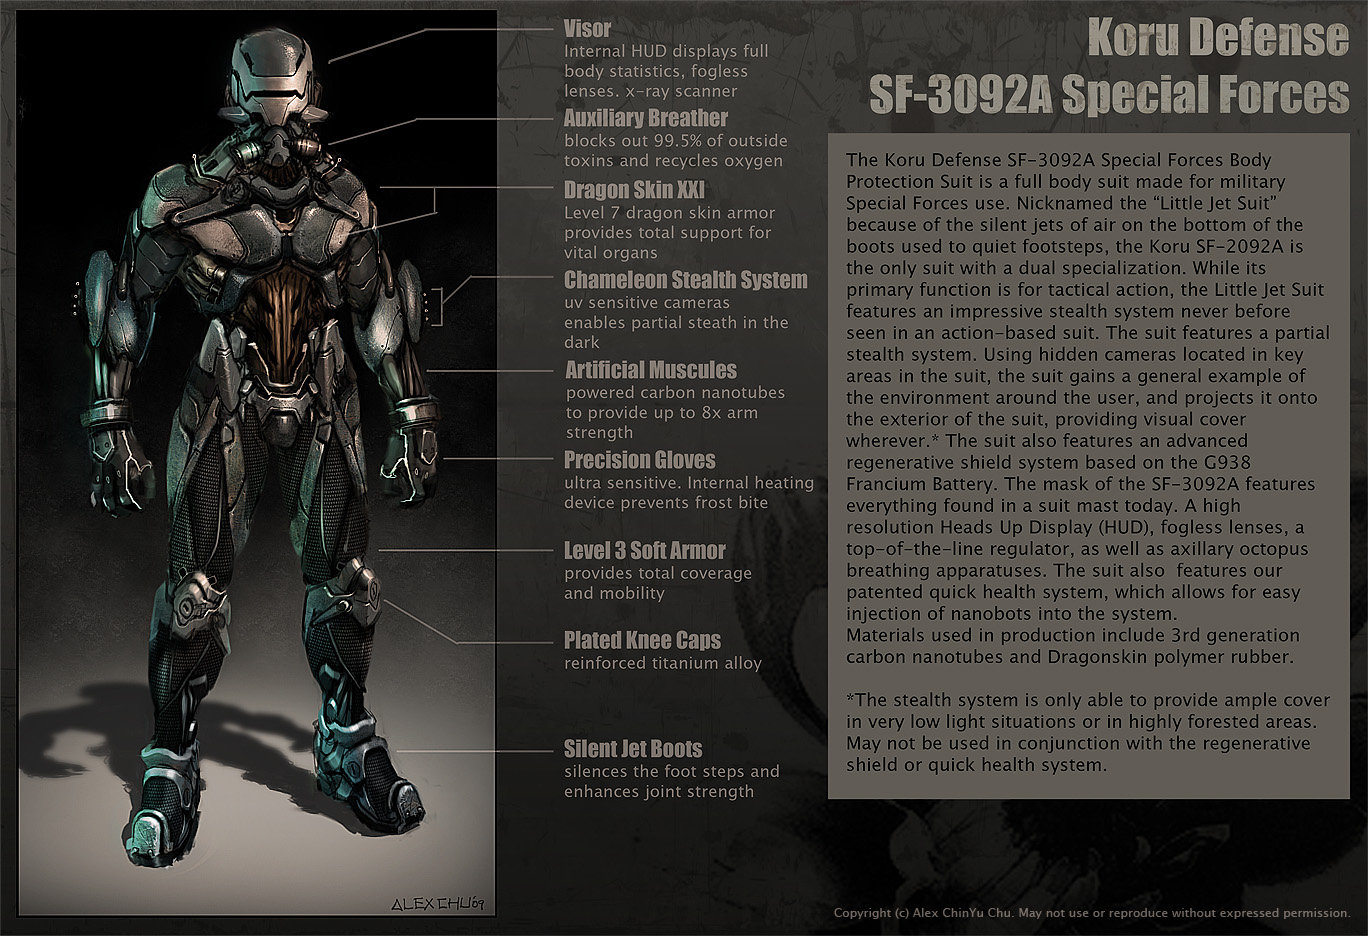 Koru Defense
SF-3092A Special Forces
Visor
Internal HUD displays full
body statistics, fogless
lenses. x-ray scanner
Auxiliary Breather
blocks out 99.5% of outside
toxins and recycles oxygen
Dragon Skin XXI
Level 7 dragon skin armor
provides total support for
vital organs
Chameleon Stealth System
uv sensitive cameras
enables partial steath in the
dark
Artificial Muscules
powered carbon nanotubes
to provide up to 8x arm
strength
Precision Gloves
ultra sensitive. Internal heating
device prevents frost bite
Level 3 Soft Armor
provides total coverage
and mobility
Plated Knee Caps
reinforced titanium alloy
Silent Jet Boots
silences the foot steps and
enhances joint strength
The Koru Defense SF-3092A Special Forces Body
Protection Suit is a full body suit made for military
Special Forces use. Nicknamed the “Little Jet Suit”
because of the silent jets of air on the bottom of the
boots used to quiet footsteps, the Koru SF-2092A is
the only suit with a dual specialization. While its
primary function is for tactical action, the Little Jet Suit
features an impressive stealth system never before
seen in an action-based suit. The suit features a partial
stealth system. Using hidden cameras located in key
areas in the suit, the suit gains a general example of
the environment around the user, and projects it onto
the exterior of the suit, providing visual cover
wherever.* The suit also features an advanced
regenerative shield system based on the G938
Francium Battery. The mask of the SF-3092A features
everything found in a suit mast today. A high
resolution Heads Up Display (HUD), fogless lenses, a
top-of-the-line regulator, as well as axillary octopus
breathing apparatuses. The suit also  features our
patented quick health system, which allows for easy
injection of nanobots into the system.
Materials used in production include 3rd generation
carbon nanotubes and Dragonskin polymer rubber.
*The stealth system is only able to provide ample cover
in very low light situations or in highly forested areas.
May not be used in conjunction with the regenerative
shield or quick health system.
ALEX CHU '09
Copyright (c) Alex ChinYu Chu. May not use or reproduce without expressed permission.